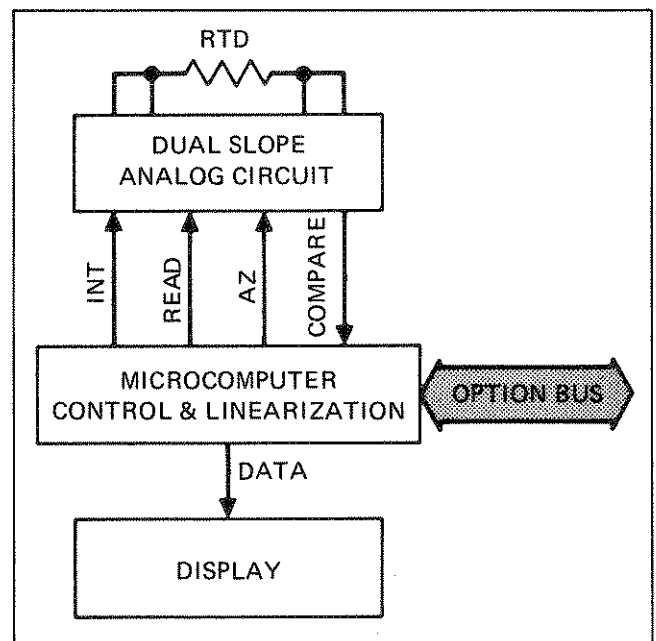 RTD
DUAL SLOPE
ANALOG CIRCUIT
INT
READ
AZ
COMPARE
MICROCOMPUTER
CONTROL & LINEARIZATION
OPTION BUS
DATA
DISPLAY